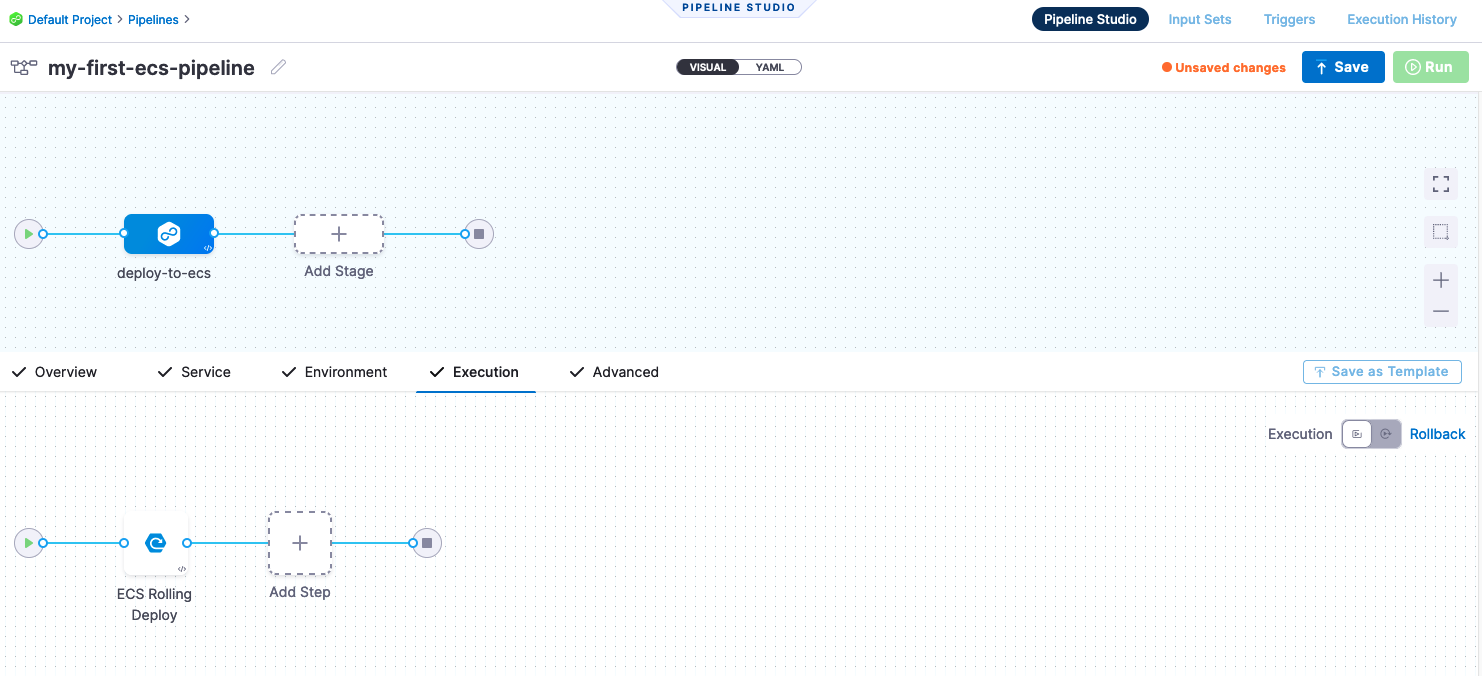 PIPELINE STUDIO
Default Project > Pipelines >
Pipeline Studio
Input Sets
Triggers
Execution History
my-first-ecs-pipeline
VISUAL
YAML
Unsaved changes
Save
Run
deploy-to-ecs
Add Stage
Overview
Service
Environment
Execution
Advanced
Save as Template
Execution
Rollback
ECS Rolling
Deploy
Add Step